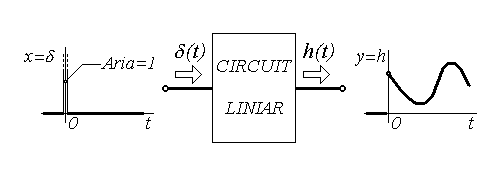 x=δ
Aria=1
0
t
δ(t)
CIRCUIT
LINIAR
h(t)
y=h
0
t